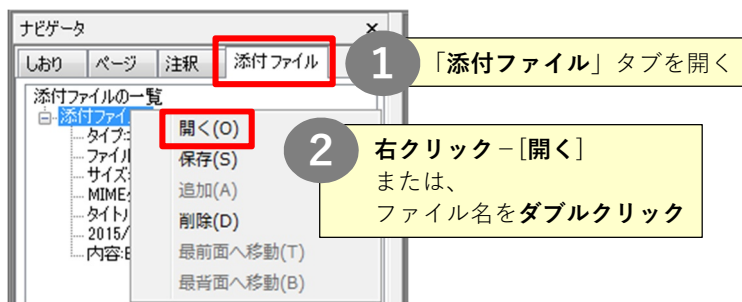 ナビゲータ ×
しおり ページ 注釈 添付ファイル
1 「添付ファイル」タブを開く
添付ファイルの一覧
添付ファイ
タイプ:
ファイル
サイズ:
MIME
タイトル
2015/
内容:
開く(O)
保存(S)
追加(A)
削除(D)
最前面へ移動(T)
最背面へ移動(B)
2 右クリック－[開く]
または、
ファイル名をダブルクリック